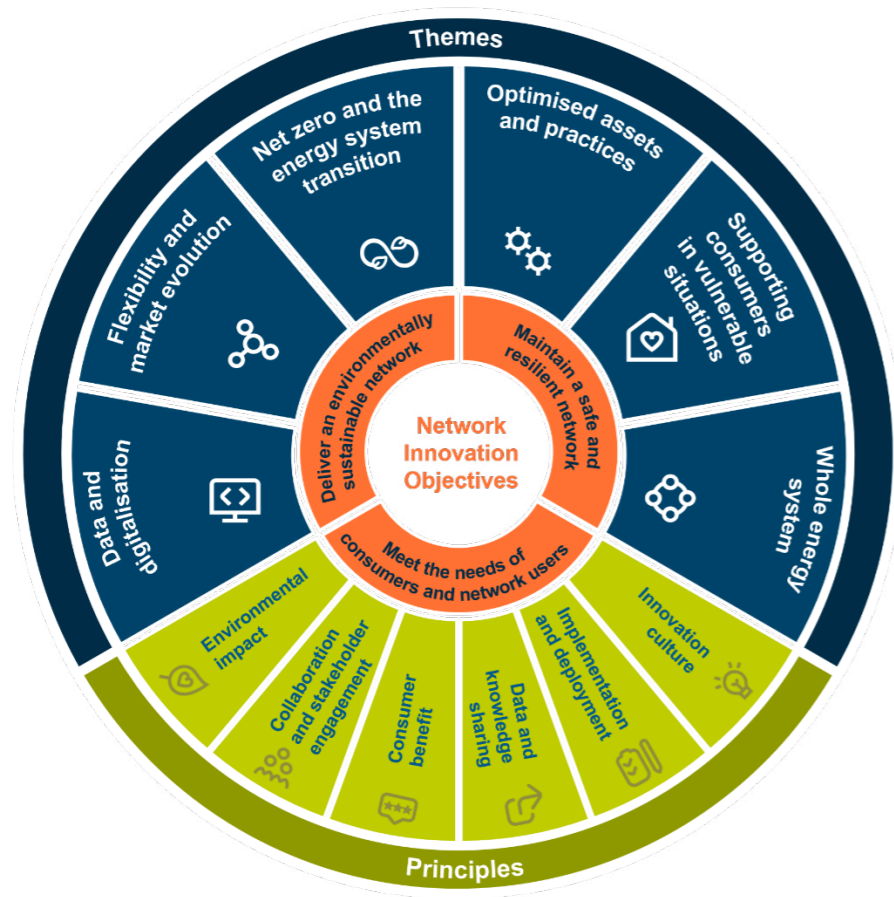 Themes
Data and
digitalisation
Flexibility and
market evolution
Net zero and the
energy system
transition
Optimised assets
and practices
Supporting
consumers
in vulnerable
situations
Whole energy
system
Deliver an environmentally
sustainable network
Maintain a safe and
resilient network
Meet the needs of
consumers and network users
Network
Innovation
Objectives
Environmental
impact
Collaboration
and stakeholder
engagement
Consumer
benefit
Data and
knowledge
sharing
Implementation
and deployment
Innovation
culture
Principles